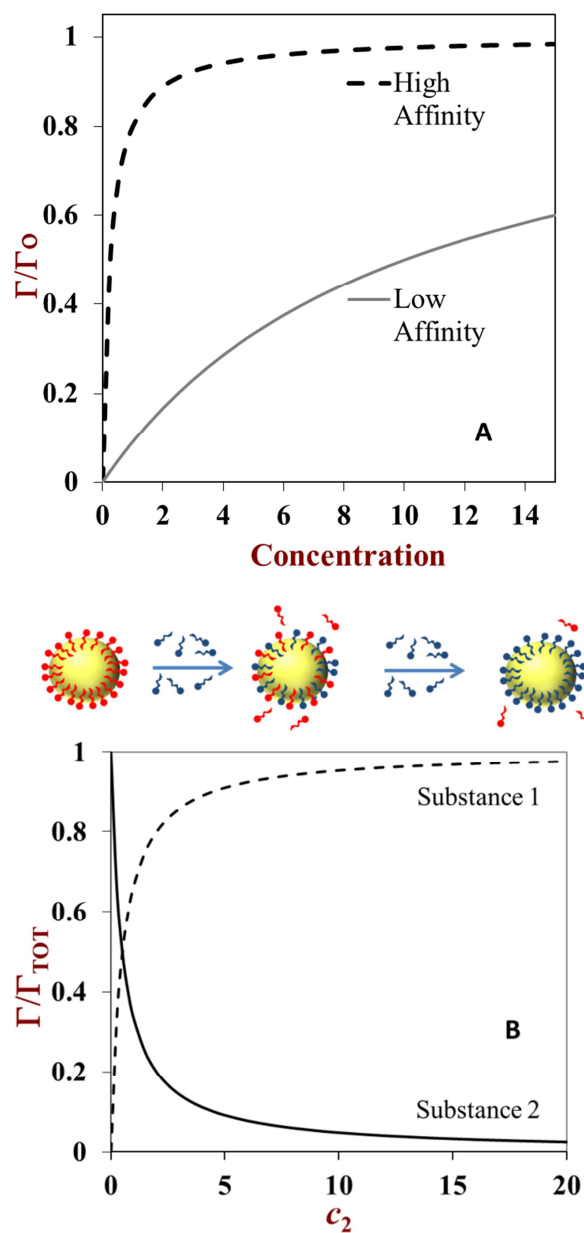 1
0.8
0.6
0.4
0.2
0
Γ/Γo
High
Affinity
Low
Affinity
A
0 2 4 6 8 10 12 14
Concentration
1
0.8
0.6
0.4
0.2
0
Γ/ΓTOT
Substance 1
B
Substance 2
0 5 10 15 20
c2